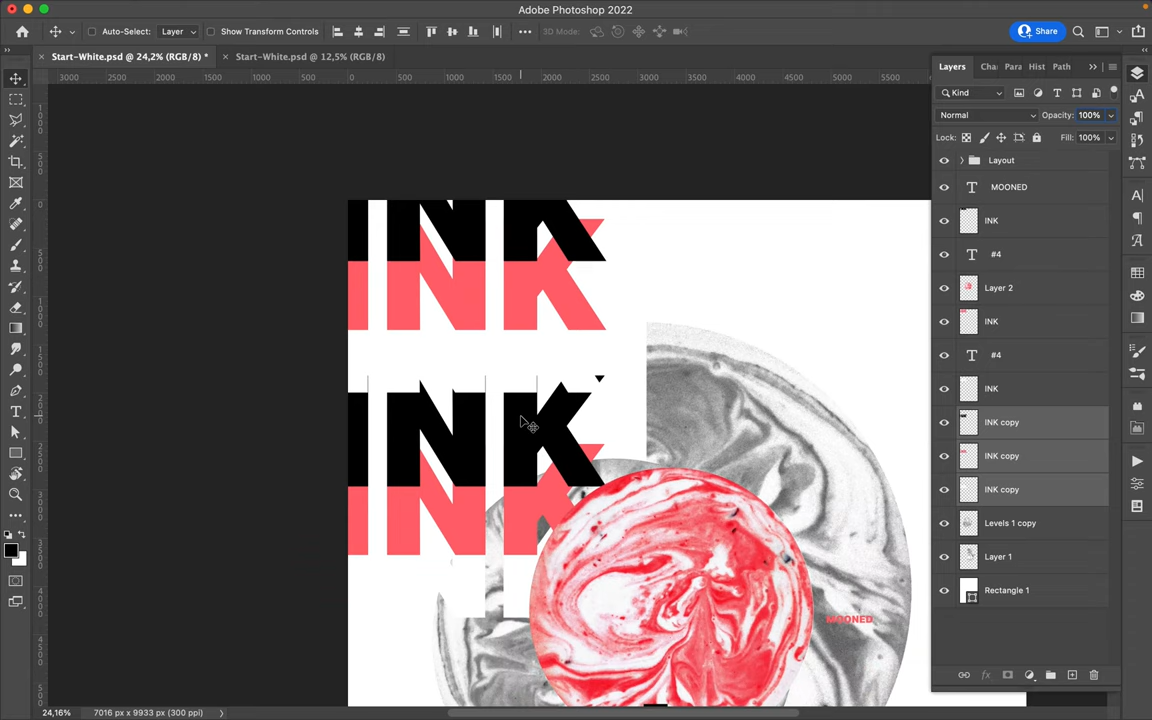 Adobe Photoshop 2022
Auto-Select: Layer Show Transform Controls 3D Mode: Share
Start-White.psd @ 24,2% (RGB/8) * Start-White.psd @ 12,5% (RGB/8)
3000 2500 2000 1500 1000 500 0 500 1000 1500 2000 2500 3000 3500 4000 4500 5000 5500
Layers Cha Para Hist Path
Kind
Normal Opacity: 100%
Lock: Fill: 100%
Layout
MOONED
INK
#4
Layer 2
INK
#4
INK
INK copy
INK copy
INK copy
Levels 1 copy
Layer 1
Rectangle 1
INK
INK
INK
INK
MOONED
24,16% 7016 px x 9933 px (300 ppi)